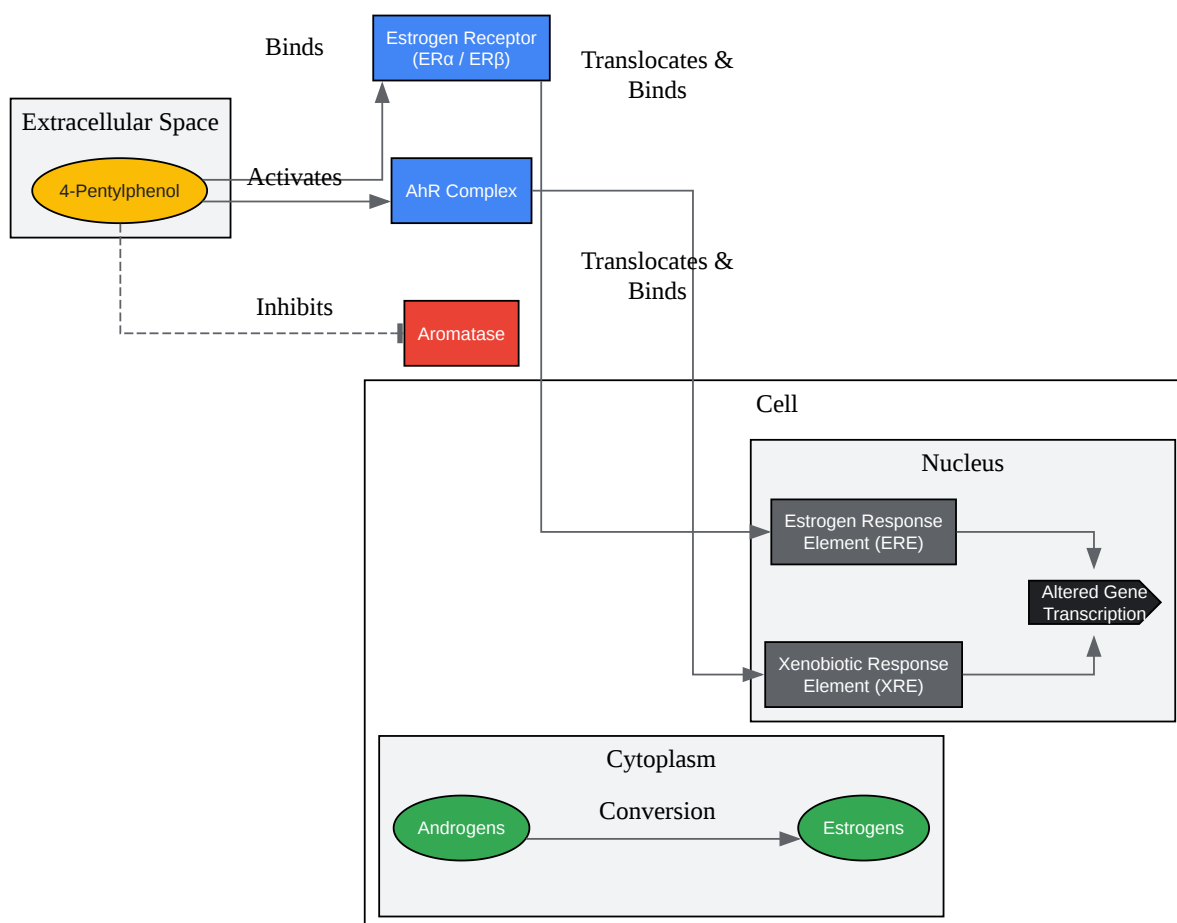 Binds
Estrogen Receptor
(ERα / ERβ)
Translocates &
Binds
Extracellular Space
4-Pentylphenol
Activates
AhR Complex
Translocates &
Binds
Inhibits
Aromatase
Cell
Nucleus
Estrogen Response
Element (ERE)
Altered Gene
Transcription
Xenobiotic Response
Element (XRE)
Cytoplasm
Conversion
Androgens
Estrogens